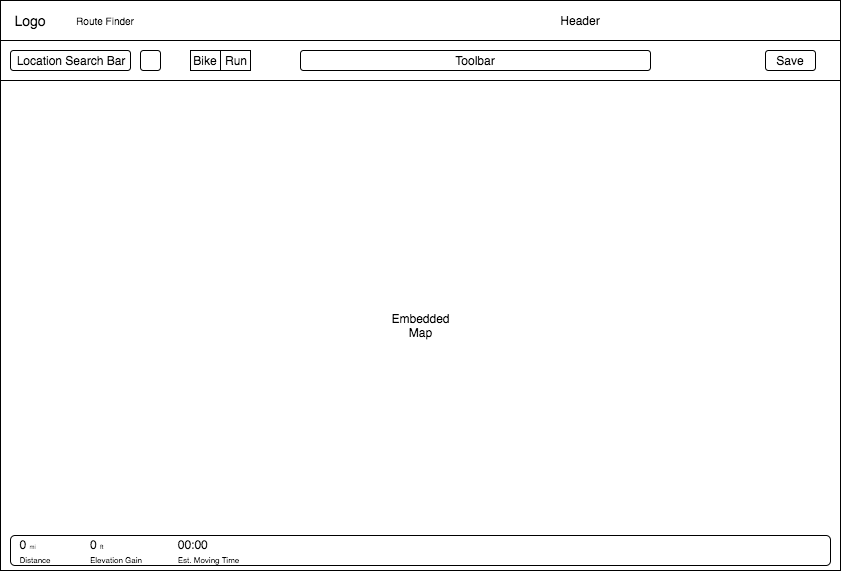 Logo
Route Finder
Header
Location Search Bar
Bike
Run
Toolbar
Save
Embedded
Map
0 mi
0 ft
00:00
Distance
Elevation Gain
Est. Moving Time